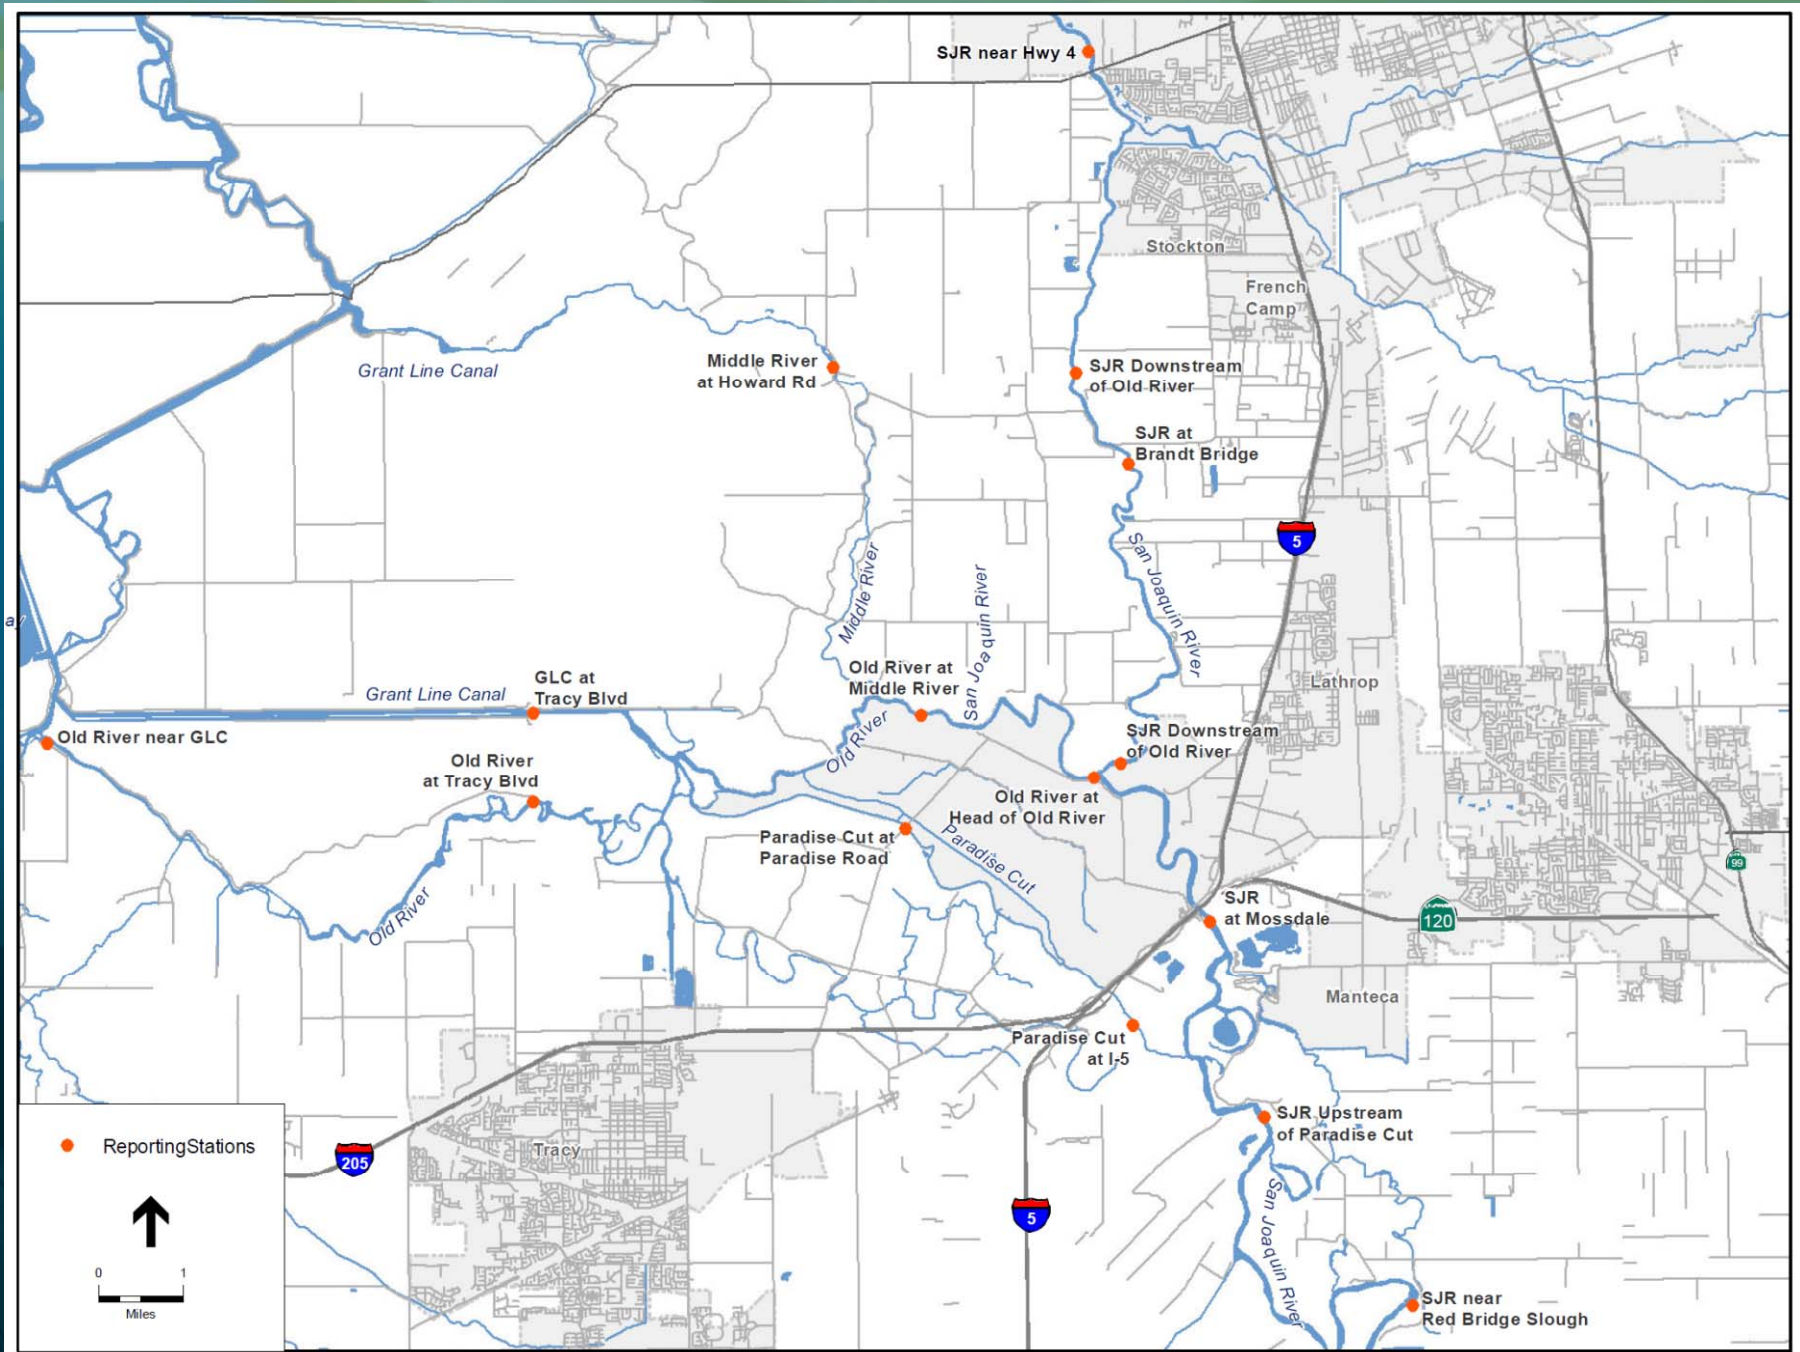 SJR near Hwy 4
Stockton
French
Camp
Grant Line Canal
Middle River
at Howard Rd
SJR Downstream
of Old River
SJR at
Brandt Bridge
5
Middle River
San Joaquin River
San Joaquin River
ay
Lathrop
Grant Line Canal
GLC at
Tracy Blvd
Old River at
Middle River
Old River near GLC
Old River
SJR Downstream
of Old River
Old River
at Tracy Blvd
Old River at
Head of Old River
Paradise Cut at
Paradise Road
Paradise Cut
99
SJR
at Mossdale
120
Old River
Manteca
Paradise Cut
at I-5
SJR Upstream
of Paradise Cut
ReportingStations
Tracy
205
5
San Joaquin River
0 1
Miles
SJR near
Red Bridge Slough